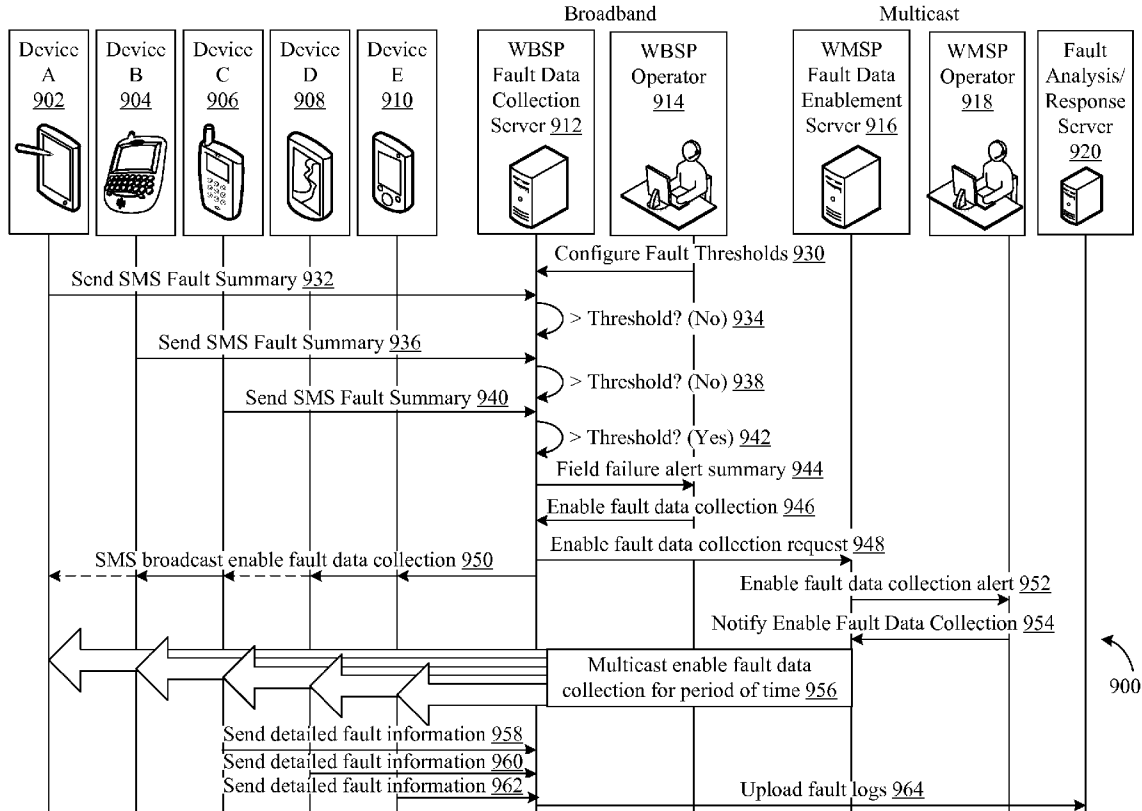 Broadband
Multicast
Device
A
902
Device
B
904
Device
C
906
Device
D
908
Device
E
910
WBSP
Fault Data
Collection
Server 912
WBSP
Operator
914
WMSP
Fault Data
Enablement
Server 916
WMSP
Operator
918
Fault
Analysis/
Response
Server
920
Configure Fault Thresholds 930
Send SMS Fault Summary 932
> Threshold? (No) 934
Send SMS Fault Summary 936
> Threshold? (No) 938
Send SMS Fault Summary 940
> Threshold? (Yes) 942
Field failure alert summary 944
Enable fault data collection 946
Enable fault data collection request 948
SMS broadcast enable fault data collection 950
Enable fault data collection alert 952
Notify Enable Fault Data Collection 954
Multicast enable fault data
collection for period of time 956
900
Send detailed fault information 958
Send detailed fault information 960
Send detailed fault information 962
Upload fault logs 964